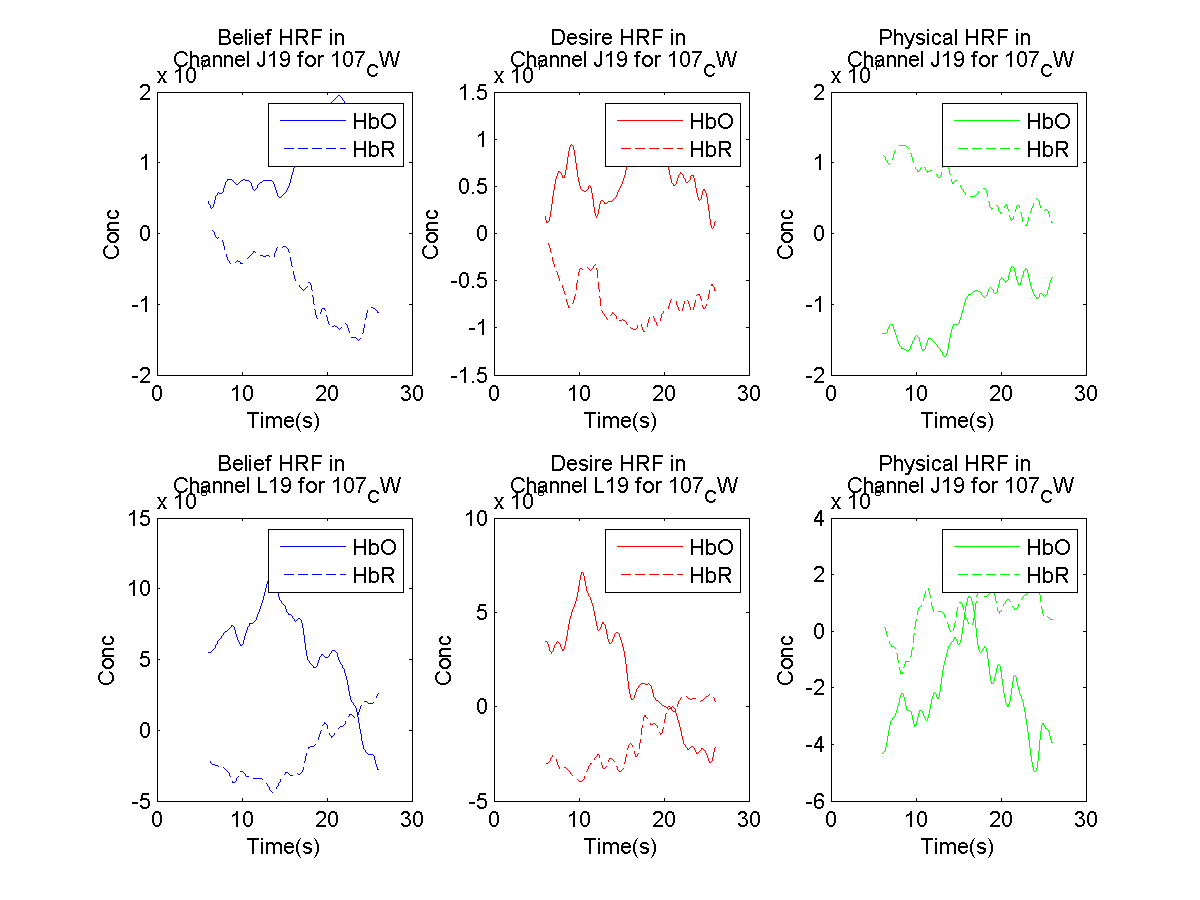 Belief HRF in
Channel J19 for 107CW
x 10
2
1
0
-1
-2
0
10
20
30
Conc
Time(s)
HbO
HbR
Desire HRF in
Channel J19 for 107CW
x 10
1.5
1
0.5
0
-0.5
-1
-1.5
0
10
20
30
Conc
Time(s)
HbO
HbR
Physical HRF in
Channel J19 for 107CW
x 10
2
1
0
-1
-2
0
10
20
30
Conc
Time(s)
HbO
HbR
Belief HRF in
Channel L19 for 107CW
x 10
15
10
5
0
-5
0
10
20
30
Conc
Time(s)
HbO
HbR
Desire HRF in
Channel L19 for 107CW
x 10
10
5
0
-5
0
10
20
30
Conc
Time(s)
HbO
HbR
Physical HRF in
Channel J19 for 107CW
x 10
4
2
0
-2
-4
-6
0
10
20
30
Conc
Time(s)
HbO
HbR